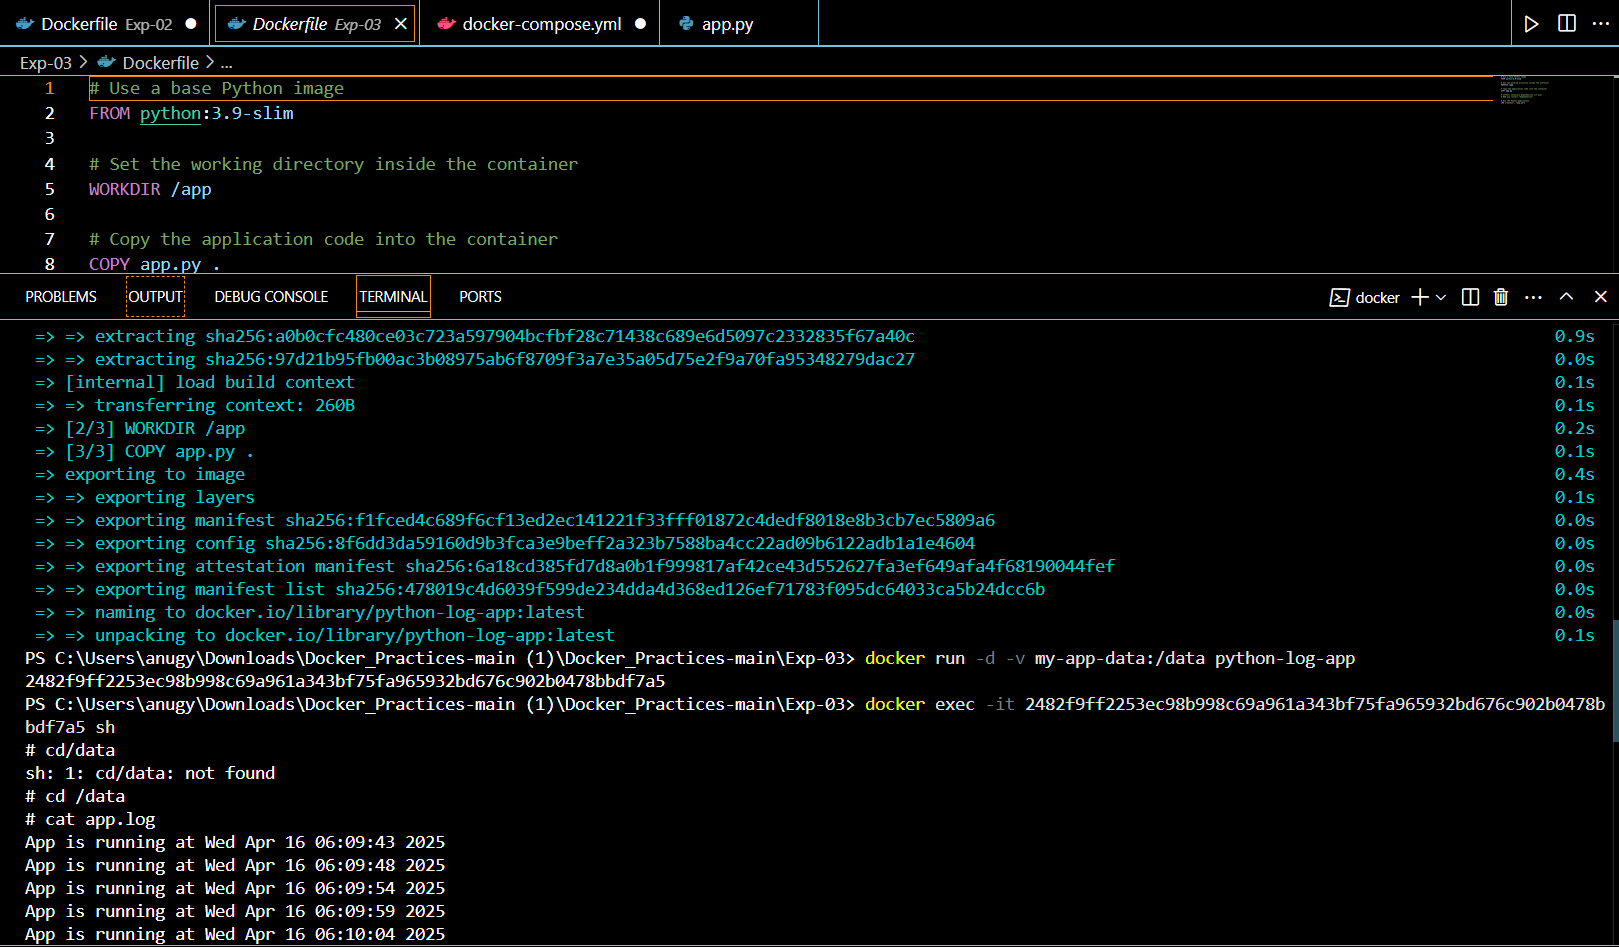 Dockerfile Exp-02
Dockerfile Exp-03
docker-compose.yml
app.py
Exp-03 > Dockerfile > ...
1 # Use a base Python image
2 FROM python:3.9-slim
3
4 # Set the working directory inside the container
5 WORKDIR /app
6
7 # Copy the application code into the container
8 COPY app.py .
PROBLEMS OUTPUT DEBUG CONSOLE TERMINAL PORTS
docker
=> => extracting sha256:a0b0cfc480ce03c723a597904bcfbf28c71438c689e6d5097c2332835f67a40c 0.9s
=> => extracting sha256:97d21b95fb00ac3b08975ab6f8709f3a7e35a05d75e2f9a70fa95348279dac27 0.0s
=> [internal] load build context 0.1s
=> => transferring context: 260B 0.1s
=> [2/3] WORKDIR /app 0.2s
=> [3/3] COPY app.py . 0.1s
=> exporting to image 0.4s
=> => exporting layers 0.1s
=> => exporting manifest sha256:f1fced4c689f6cf13ed2ec141221f33fff01872c4dedf8018e8b3cb7ec5809a6 0.0s
=> => exporting config sha256:8f6dd3da59160d9b3fca3e9beff2a323b7588ba4cc22ad09b6122adb1a1e4604 0.0s
=> => exporting attestation manifest sha256:6a18cd385fd7d8a0b1f999817af42ce43d552627fa3ef649afa4f68190044fef 0.0s
=> => exporting manifest list sha256:478019c4d6039f599de234dda4d368ed126ef71783f095dc64033ca5b24dcc6b 0.0s
=> => naming to docker.io/library/python-log-app:latest 0.0s
=> => unpacking to docker.io/library/python-log-app:latest 0.1s
PS C:\Users\anugy\Downloads\Docker_Practices-main (1)\Docker_Practices-main\Exp-03> docker run -d -v my-app-data:/data python-log-app
2482f9ff2253ec98b998c69a961a343bf75fa965932bd676c902b0478bbdf7a5
PS C:\Users\anugy\Downloads\Docker_Practices-main (1)\Docker_Practices-main\Exp-03> docker exec -it 2482f9ff2253ec98b998c69a961a343bf75fa965932bd676c902b0478b
bdf7a5 sh
# cd/data
sh: 1: cd/data: not found
# cd /data
# cat app.log
App is running at Wed Apr 16 06:09:43 2025
App is running at Wed Apr 16 06:09:48 2025
App is running at Wed Apr 16 06:09:54 2025
App is running at Wed Apr 16 06:09:59 2025
App is running at Wed Apr 16 06:10:04 2025